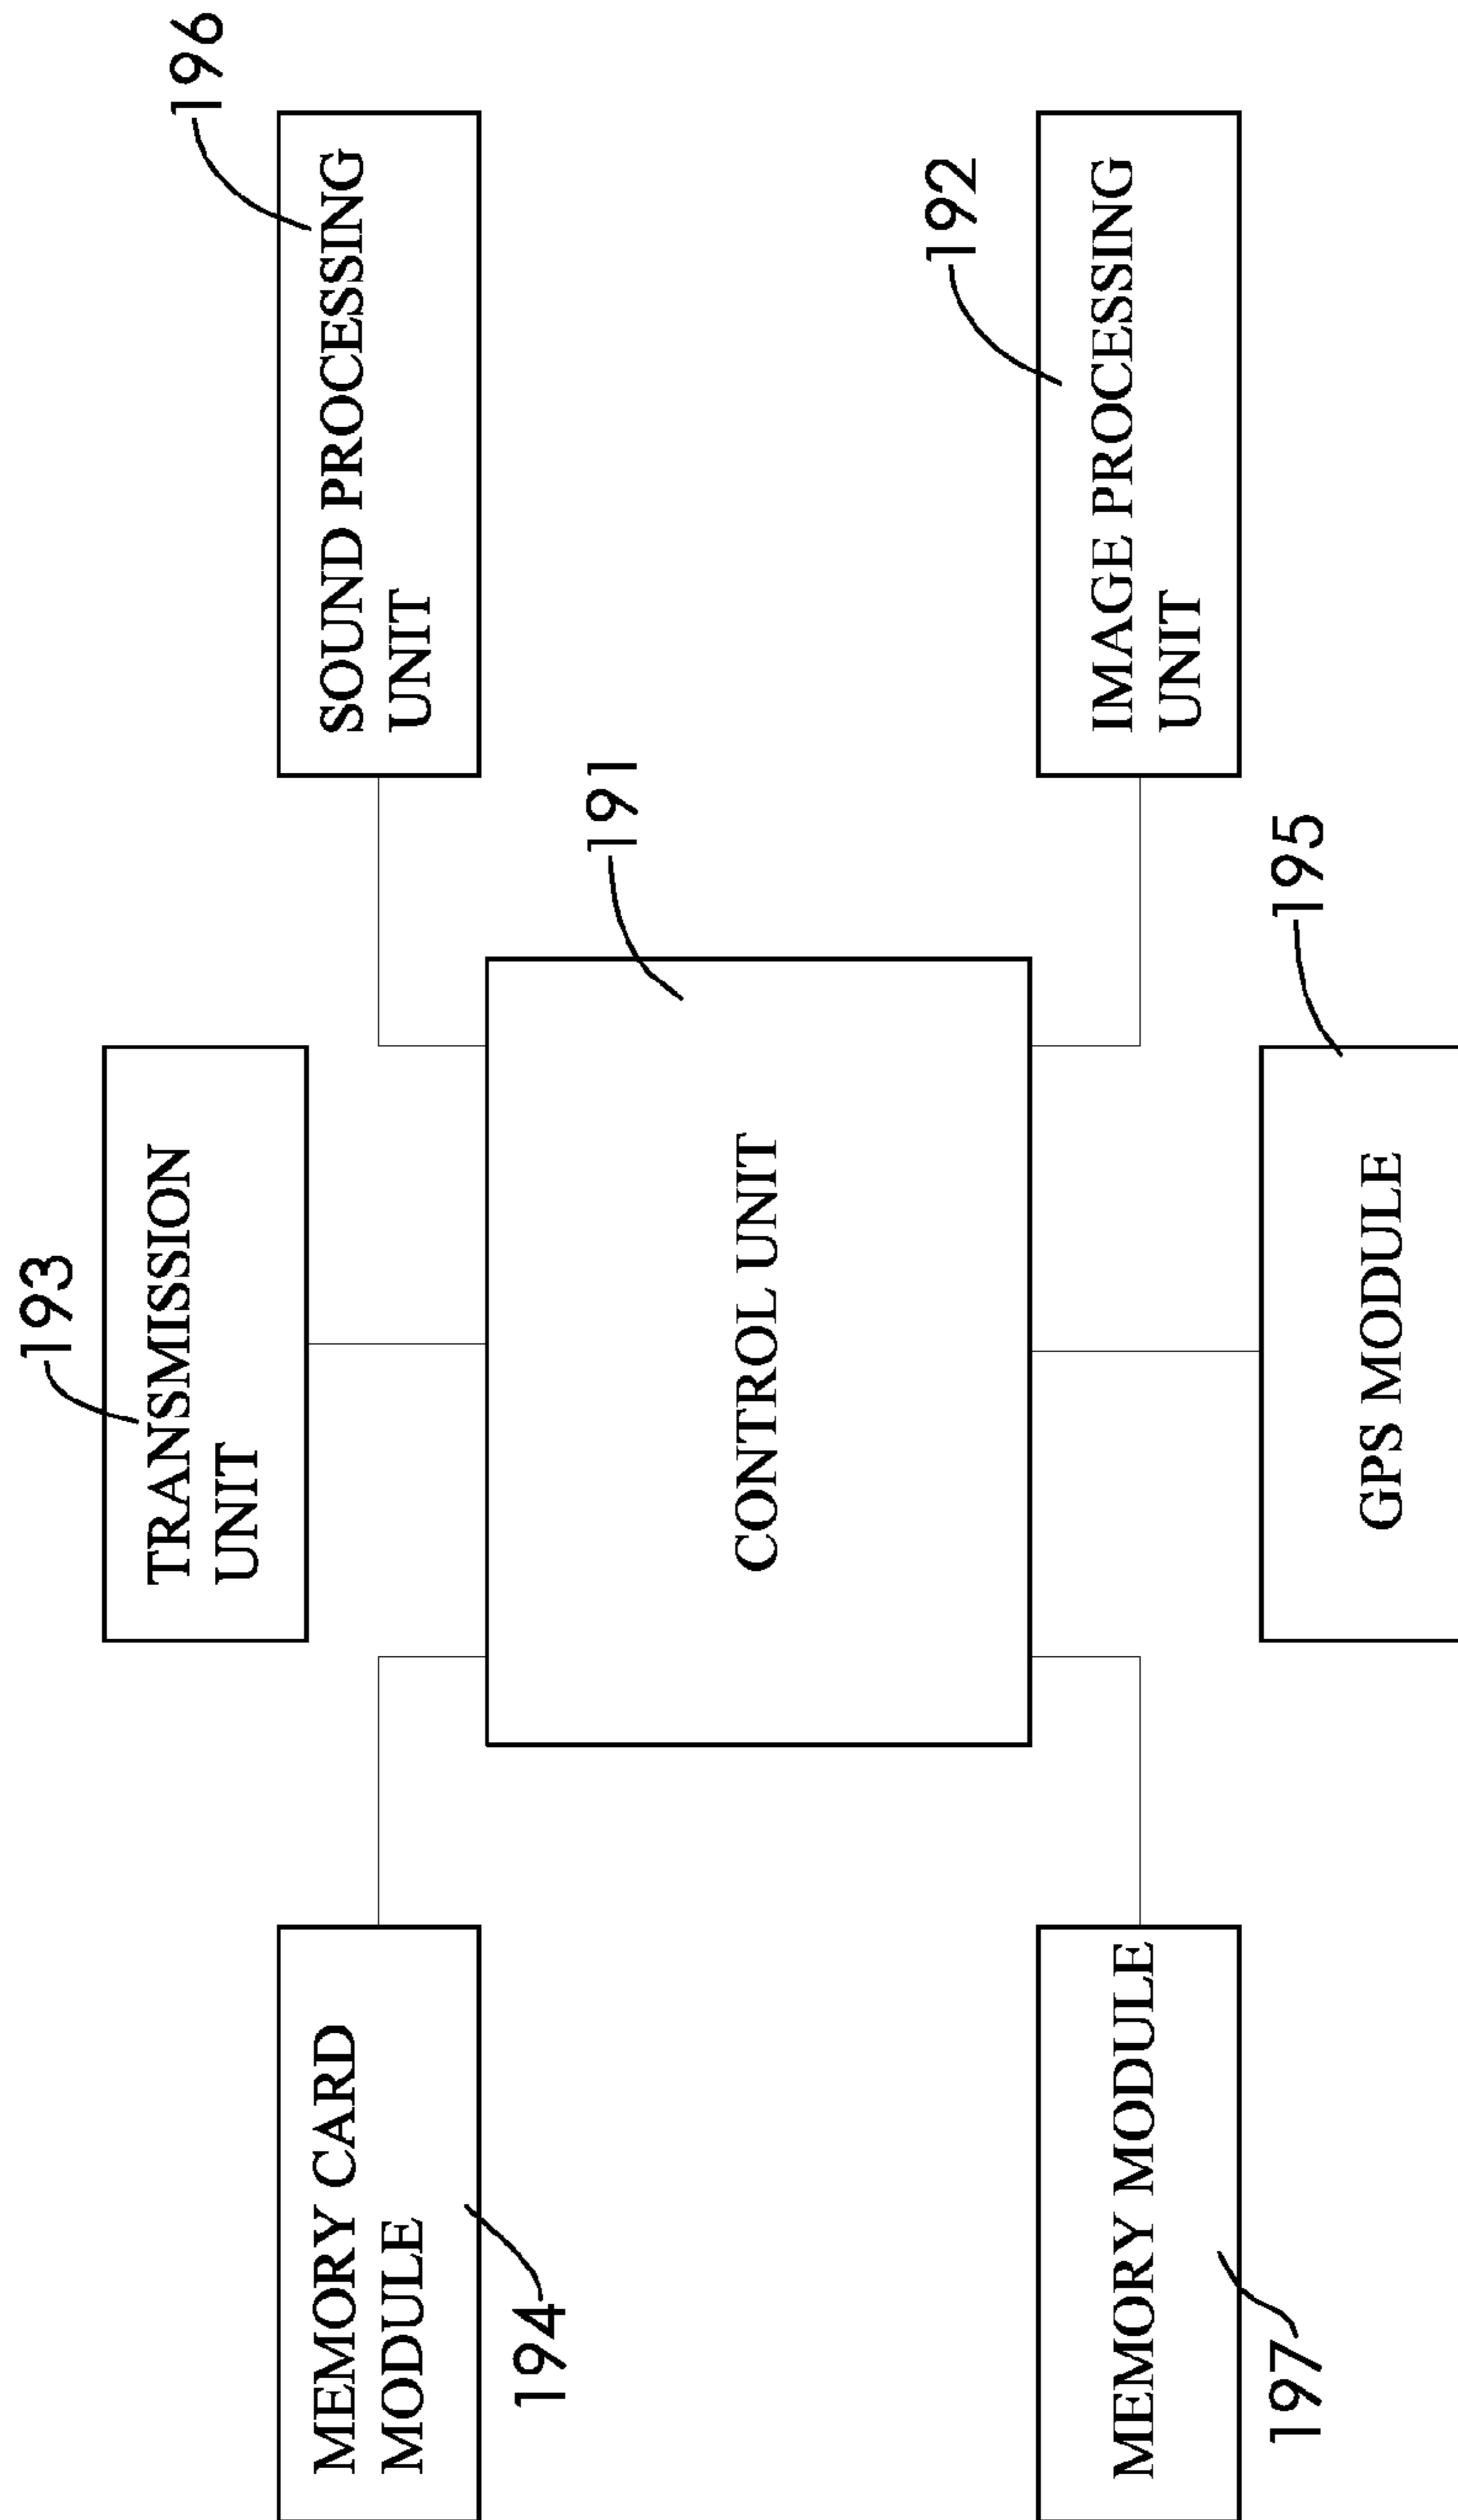 193
TRANSMISSION
UNIT
196
SOUND PROCESSING
UNIT
MEMORY CARD
MODULE
194
191
CONTROL UNIT
192
IMAGE PROCESSING
UNIT
MEMORY MODULE
197
195
GPS MODULE